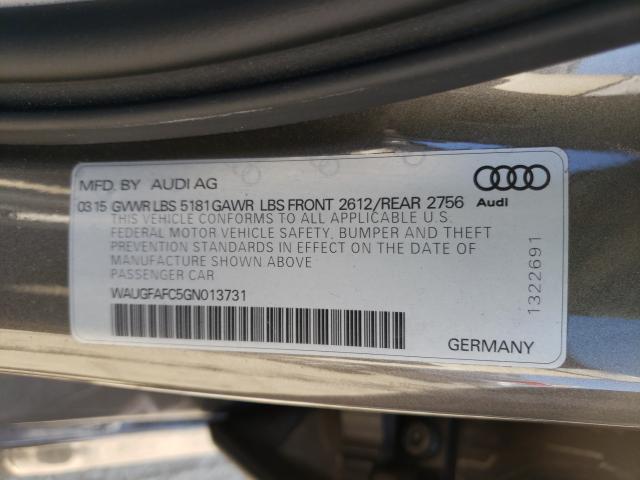 MFD. BY AUDI AG
03 15 GVWR LBS 5181 GAWR LBS FRONT 2612/REAR 2756
THIS VEHICLE CONFORMS TO ALL APPLICABLE U.S.
FEDERAL MOTOR VEHICLE SAFETY, BUMPER AND THEFT
PREVENTION STANDARDS IN EFFECT ON THE DATE OF
MANUFACTURE SHOWN ABOVE
PASSENGER CAR
WAUGFAFC5GN013731
GERMANY
Audi
1322691